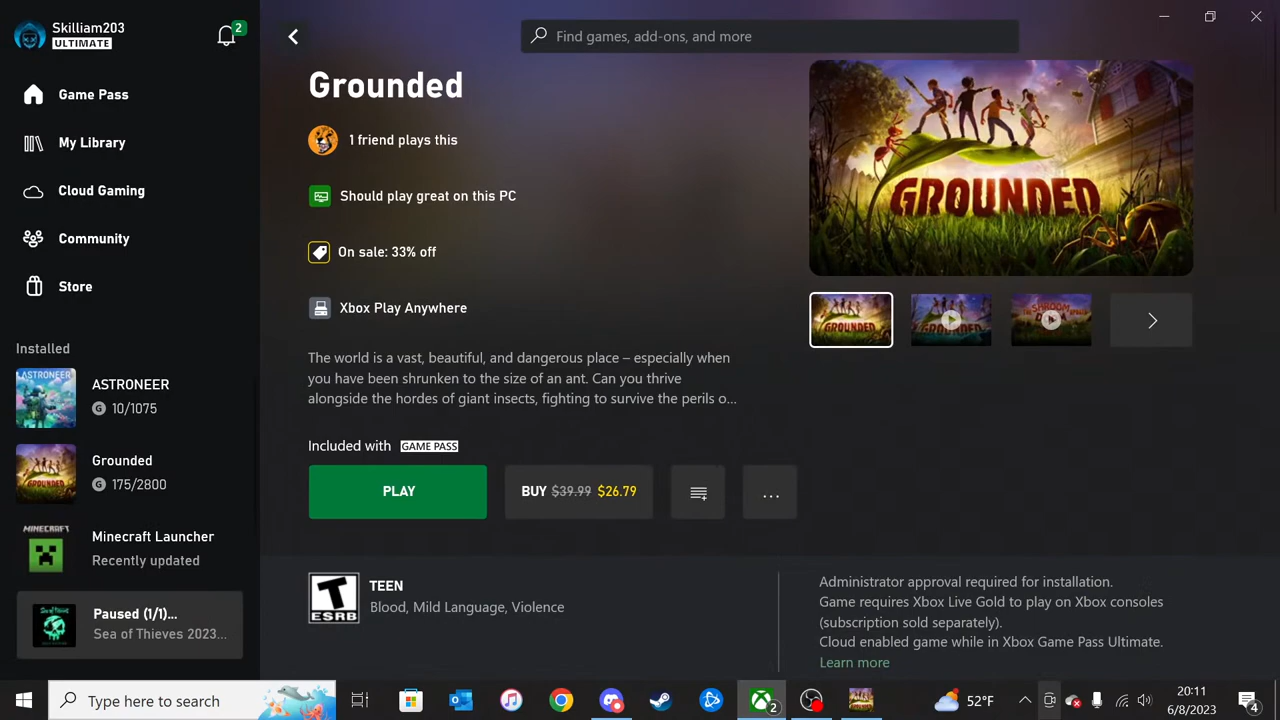 Skilliam203
ULTIMATE
2
Game Pass
My Library
Cloud Gaming
Community
Store
Installed
ASTRONEER
ASTRONEER
G 10/1075
GROUNDED
Grounded
G 175/2800
MINECRAFT
Minecraft Launcher
Recently updated
Paused (1/1)...
Sea of Thieves 2023...
Find games, add-ons, and more
Grounded
1 friend plays this
Should play great on this PC
On sale: 33% off
Xbox Play Anywhere
The world is a vast, beautiful, and dangerous place – especially when
you have been shrunken to the size of an ant. Can you thrive
alongside the hordes of giant insects, fighting to survive the perils o...
Included with GAME PASS
PLAY
BUY $39.99 $26.79
...
GROUNDED
GROUNDED
GROUNDED
T
ESRB
TEEN
Blood, Mild Language, Violence
Administrator approval required for installation.
Game requires Xbox Live Gold to play on Xbox consoles
(subscription sold separately).
Cloud enabled game while in Xbox Game Pass Ultimate.
Learn more
Type here to search
2
52°F
20:11
6/8/2023
4